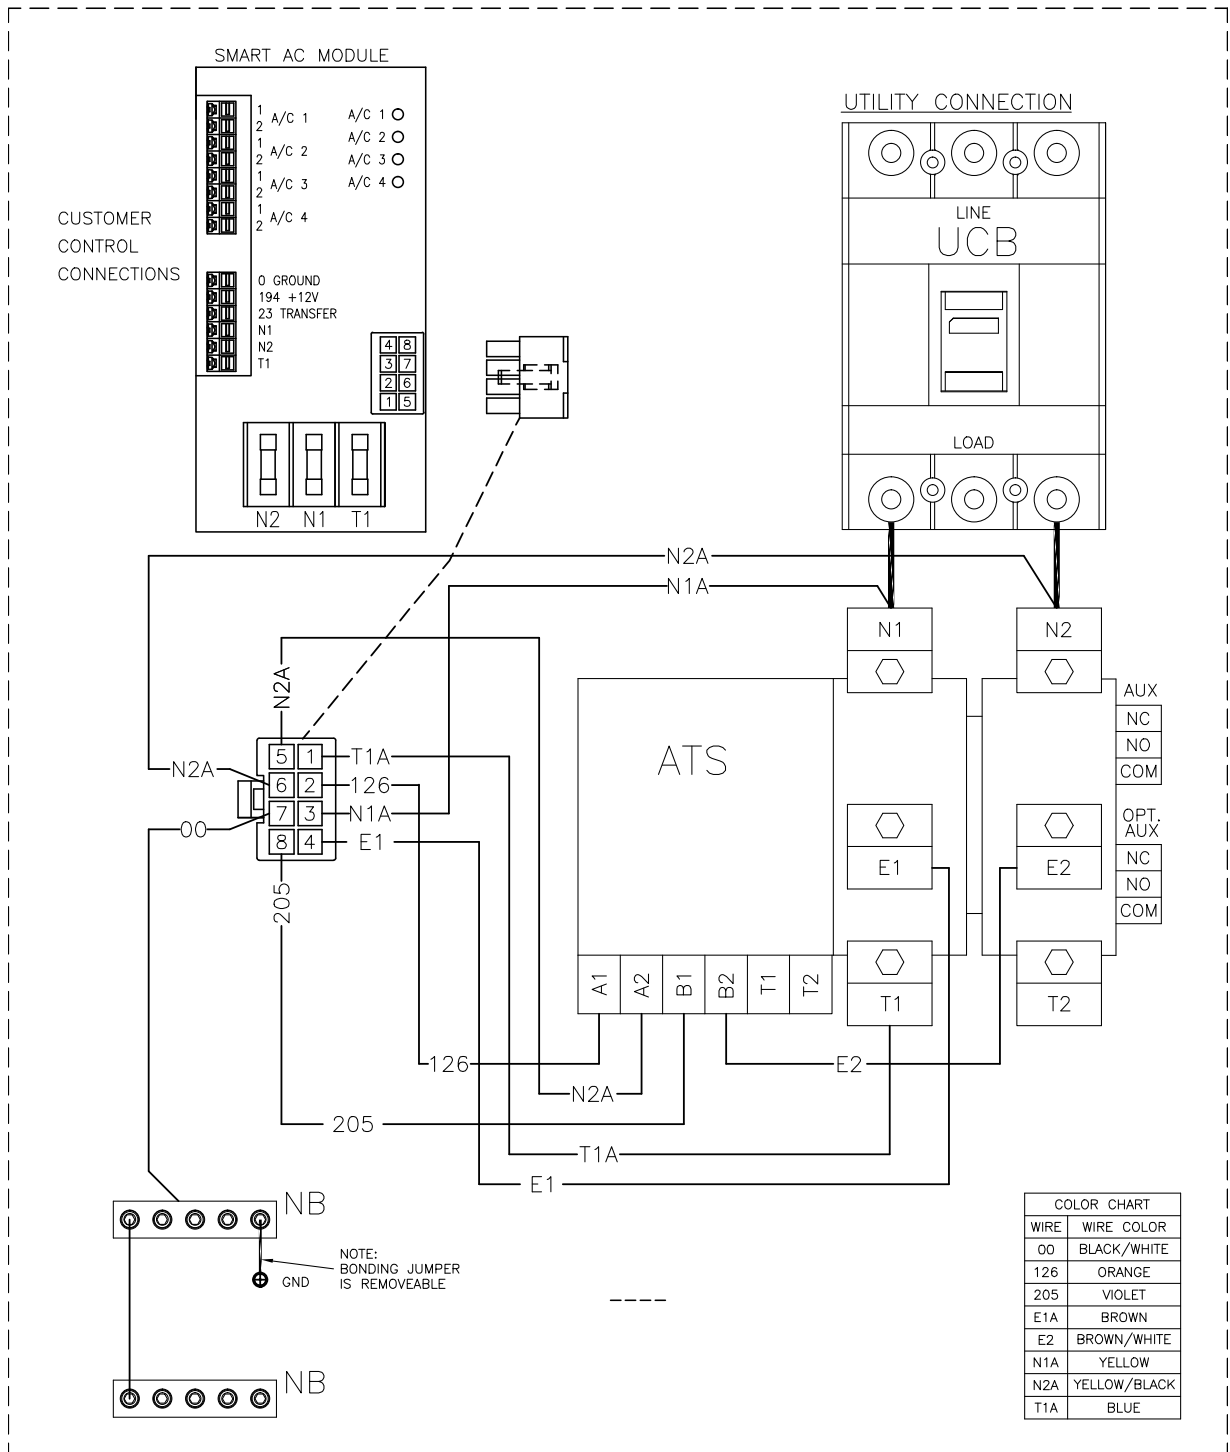 SMART AC MODULE
1
2 A/C 1
1
2 A/C 2
1
2 A/C 3
1
2 A/C 4
A/C 1
A/C 2
A/C 3
A/C 4
CUSTOMER
CONTROL
CONNECTIONS
0 GROUND
194 +12V
23 TRANSFER
N1
N2
T1
4 8
3 7
2 6
1 5
N2 N1 T1
UTILITY CONNECTION
LINE
UCB
LOAD
N2A
N1A
N2A
N1 N2
5 1 T1A
N2A 6 2 126
7 3 N1A
00
8 4 E1
205
ATS
AUX
NC
NO
COM
OPT.
AUX
NC
NO
COM
E1 E2
A1 A2 B1 B2 T1 T2
T1 T2
126
E2
N2A
205
T1A
E1
NB
NOTE:
BONDING JUMPER
IS REMOVEABLE
GND
NB
COLOR CHART
WIRE WIRE COLOR
00 BLACK/WHITE
126 ORANGE
205 VIOLET
E1A BROWN
E2 BROWN/WHITE
N1A YELLOW
N2A YELLOW/BLACK
T1A BLUE